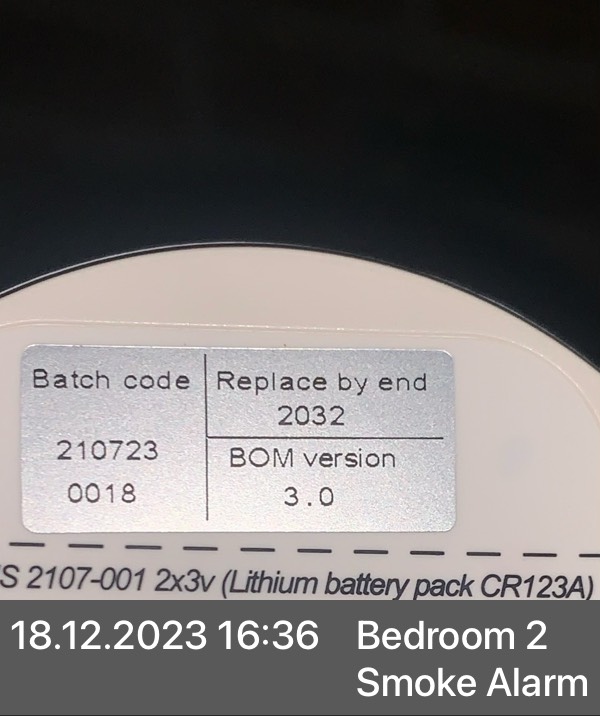 Batch code
210723
0018
Replace by end
2032
BOM version
3.0
S 2107-001 2x3v (Lithium battery pack CR123A)
18.12.2023 16:36
Bedroom 2
Smoke Alarm